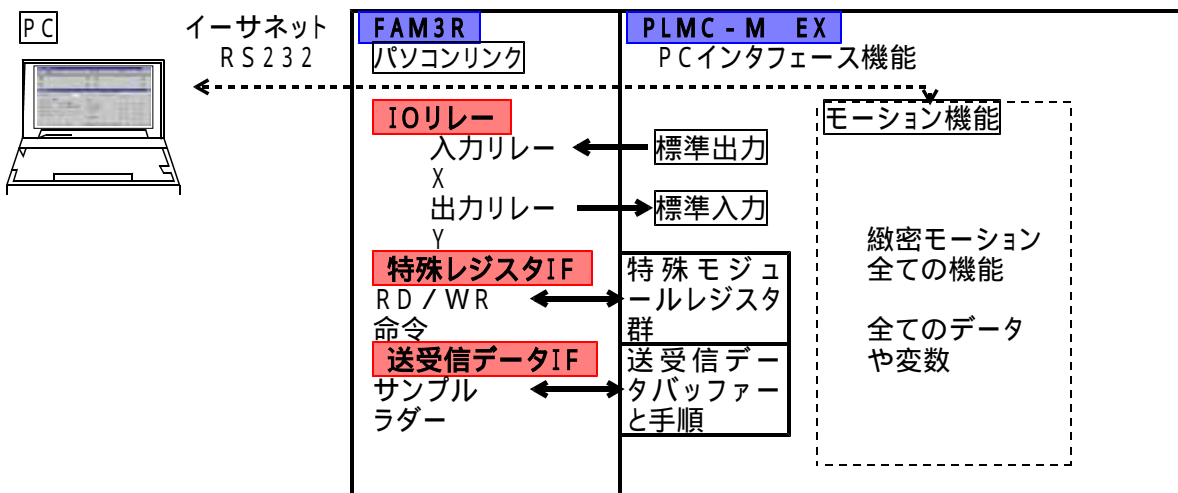 PC
イーサネット
RS232
FAM3R
パソコンリンク
PLMC-M EX
PCインタフェース機能
IOリレー
入力リレー
X
出力リレー
Y
標準出力
標準入力
モーション機能
緻密モーション
全ての機能
全てのデータ
や変数
特殊レジスタIF
RD/WR
命令
特殊モジュ
ールレジスタ
群
送受信データIF
サンプル
ラダー
送受信デー
タバッファー
と手順